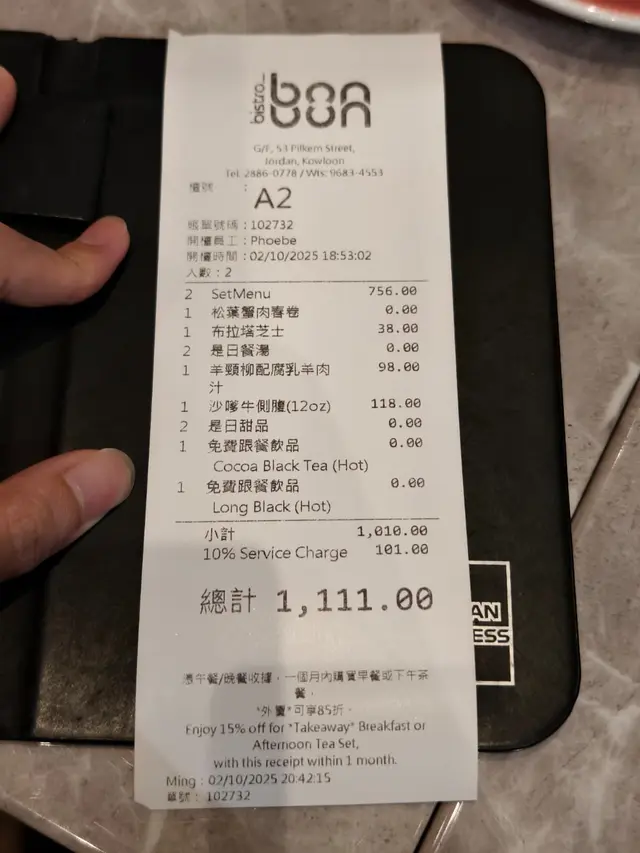 bistro_
bon
bon
G/F, 53 Pilkem Street,
Jordan, Kowloon
Tel: 2886-0778 / Wts: 9683-4553
檯號 :
A2
帳單號碼 : 102732
開檯員工 : Phoebe
開檯時間 : 02/10/2025 18:53:02
人數 : 2
2 SetMenu 756.00
1 松葉蟹肉春卷 0.00
1 布拉塔芝士 38.00
2 是日餐湯 0.00
1 羊頸柳配腐乳羊肉 98.00
汁
1 沙嗲牛側腹(12oz) 118.00
2 是日甜品 0.00
1 免費跟餐飲品 0.00
Cocoa Black Tea (Hot)
1 免費跟餐飲品 0.00
Long Black (Hot)
小計 1,010.00
10% Service Charge 101.00
總計 1,111.00
憑午餐/晚餐收據，一個月內購買早餐或下午茶
餐，
*外賣*可享85折。
Enjoy 15% off for *Takeaway* Breakfast or
Afternoon Tea Set,
with this receipt within 1 month.
Ming : 02/10/2025 20:42:15
單號 : 102732
AN
ESS